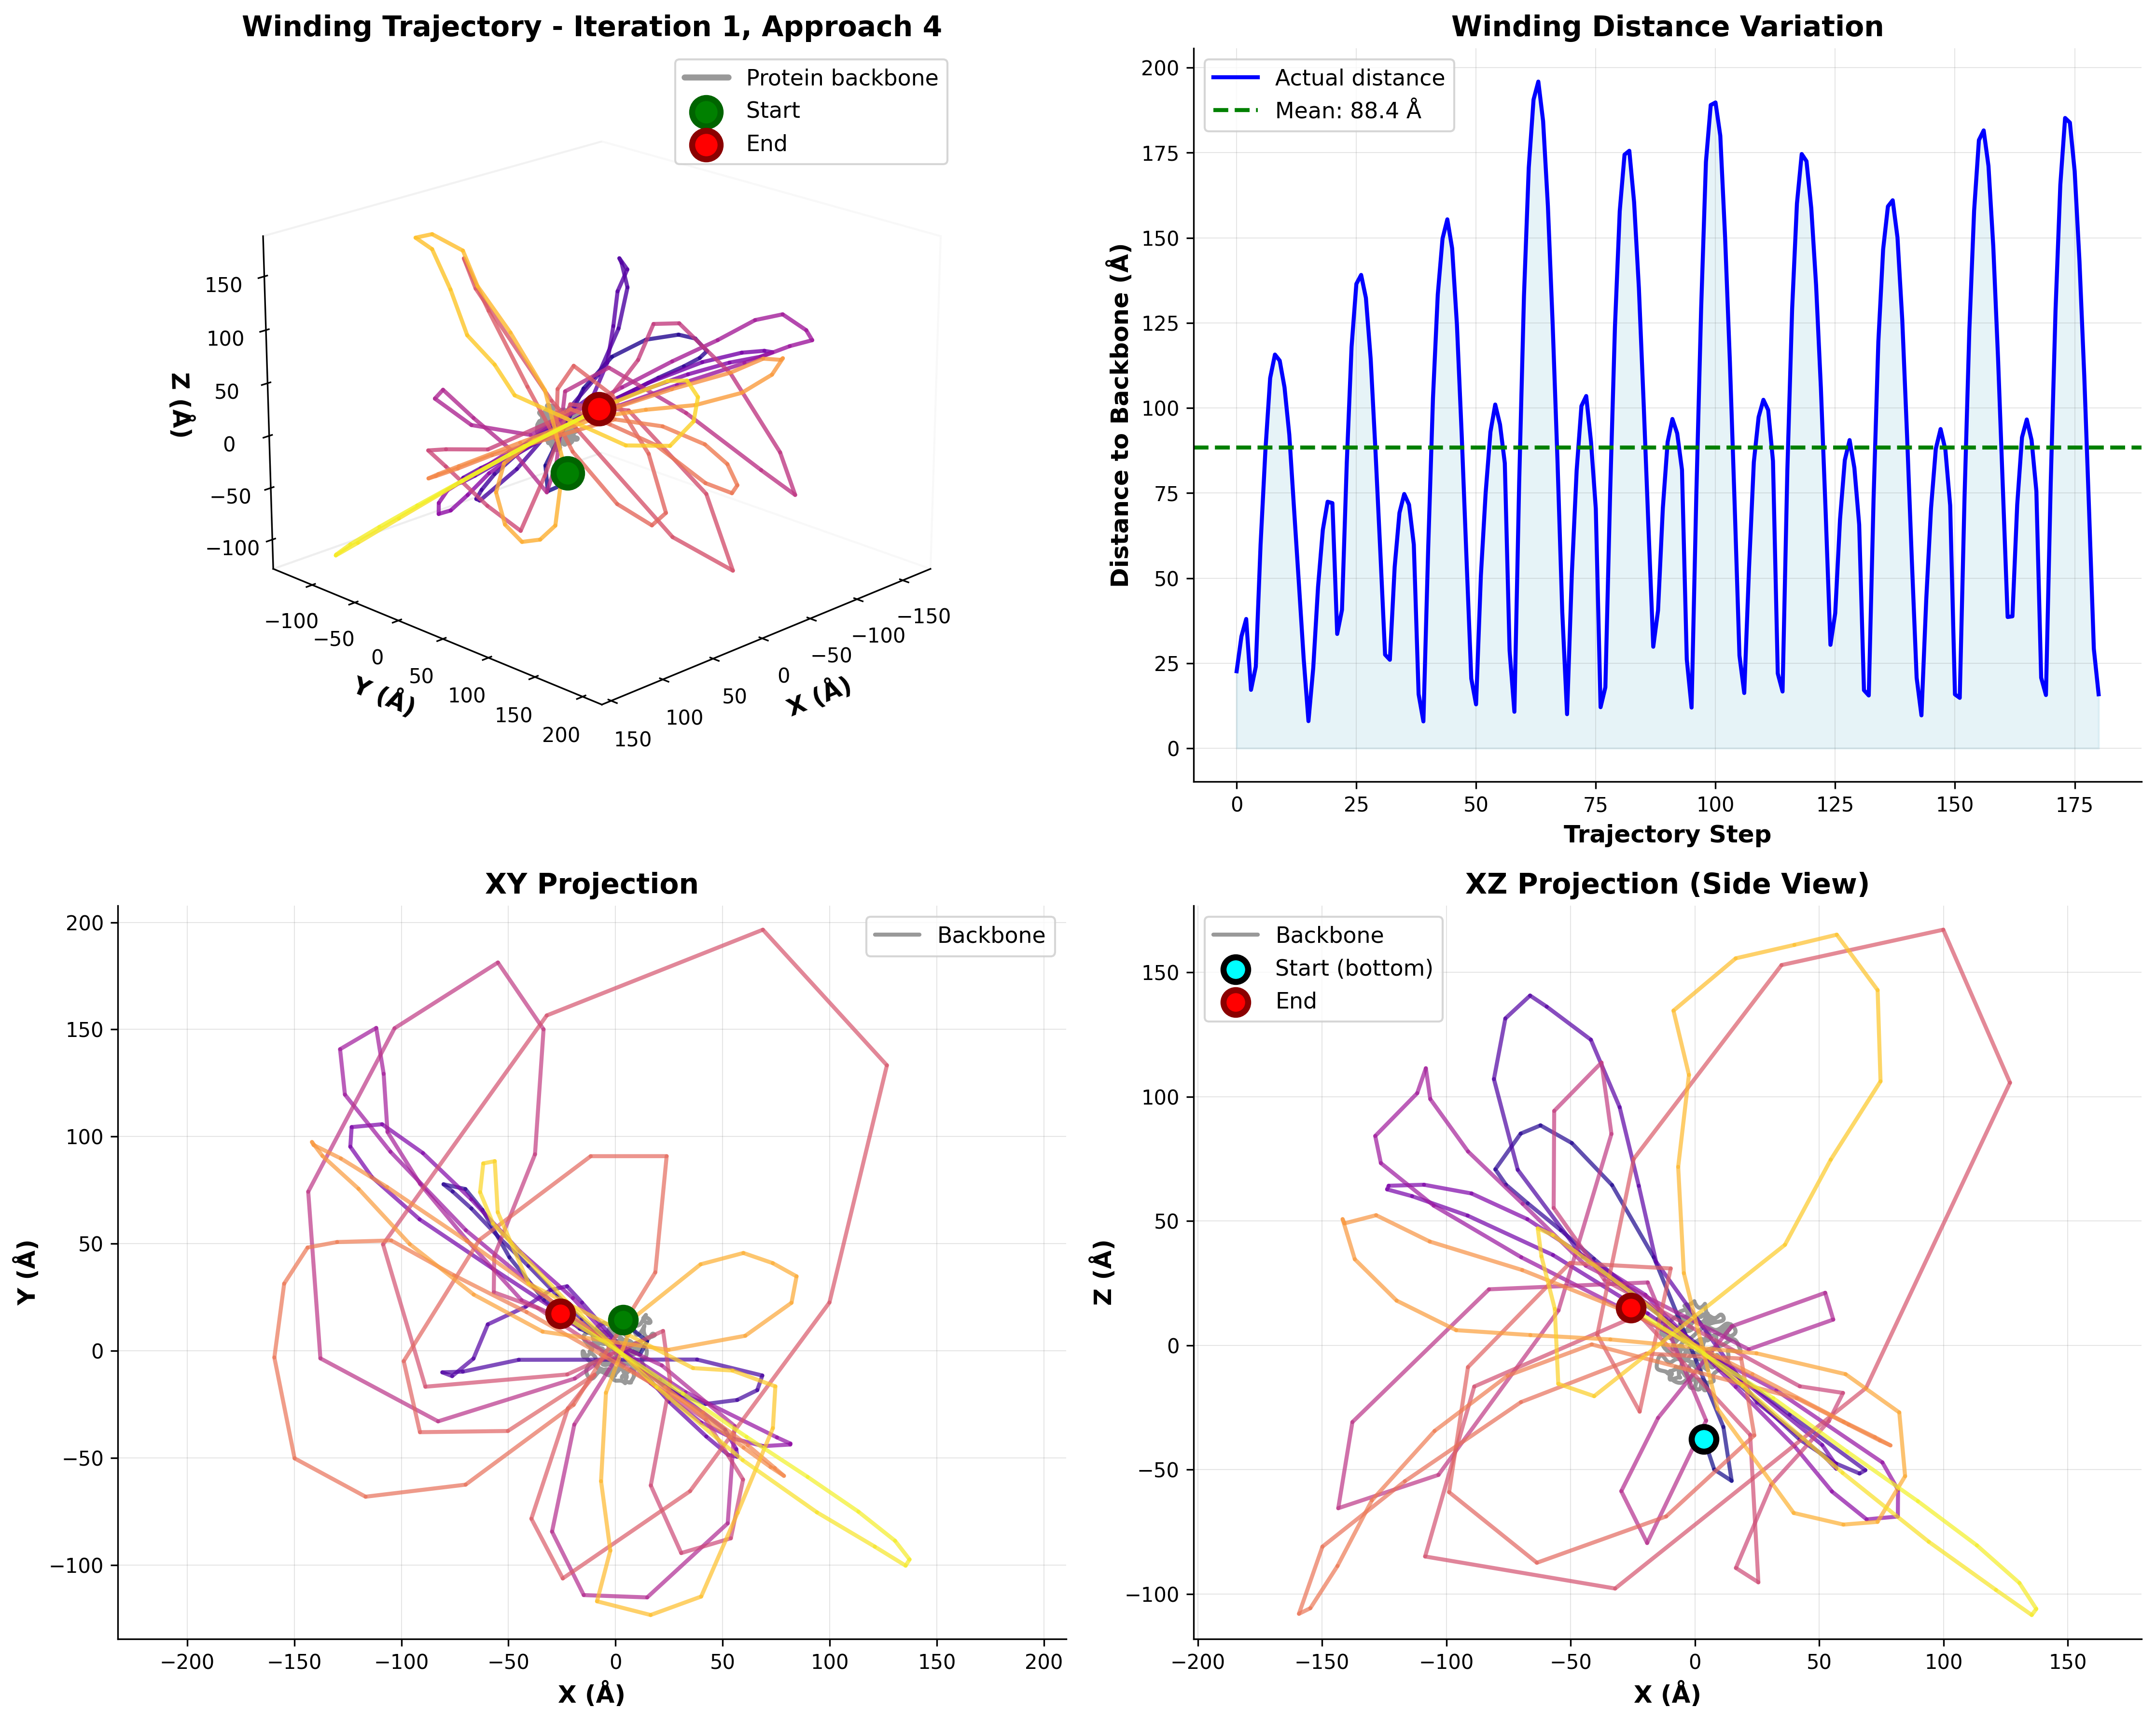 Winding Trajectory - Iteration 1, Approach 4
Protein backbone
Start
End
150
100
50
0
−50
−100
Z (Å)
−100
−50
0
50
100
150
200
Y (Å)
150
100
50
0
−50
−100
−150
X (Å)
Winding Distance Variation
Actual distance
Mean: 88.4 Å
200
175
150
125
100
75
50
25
0
Distance to Backbone (Å)
0 25 50 75 100 125 150 175
Trajectory Step
XY Projection
Backbone
200
150
100
50
0
−50
−100
Y (Å)
−200 −150 −100 −50 0 50 100 150 200
X (Å)
XZ Projection (Side View)
Backbone
Start (bottom)
End
150
100
50
0
−50
−100
Z (Å)
−200 −150 −100 −50 0 50 100 150
X (Å)